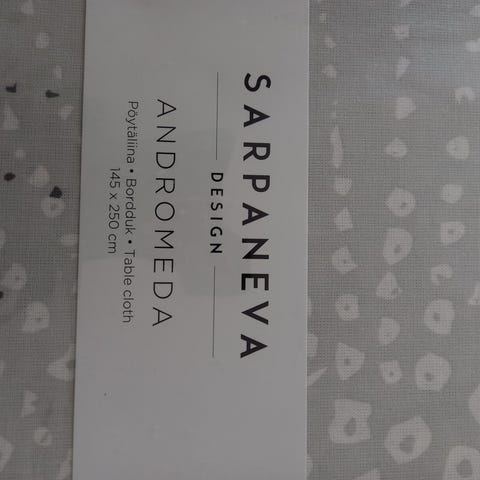 SARPANEVA
DESIGN
ANDROMEDA
Pöytäliina • Bordduk • Table cloth
145 x 250 cm